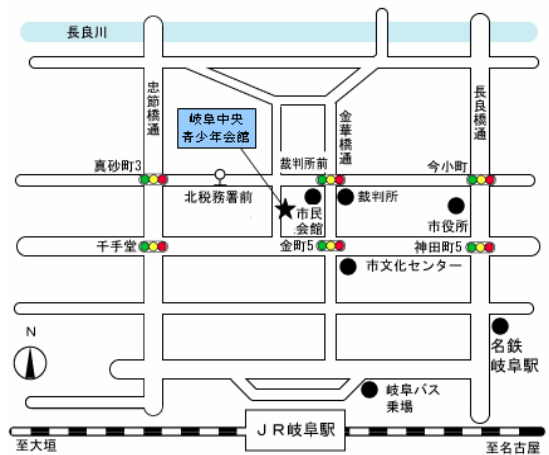 長良川
忠節橋通
金華橋通
長良橋通
岐阜中央
青少年会館
真砂町3
裁判所前
今小町
北税務署前
市民
会館
裁判所
市役所
千手堂
金町5
神田町5
市文化センター
N
名鉄
岐阜駅
岐阜バス
乗場
JR岐阜駅
至大垣
至名古屋